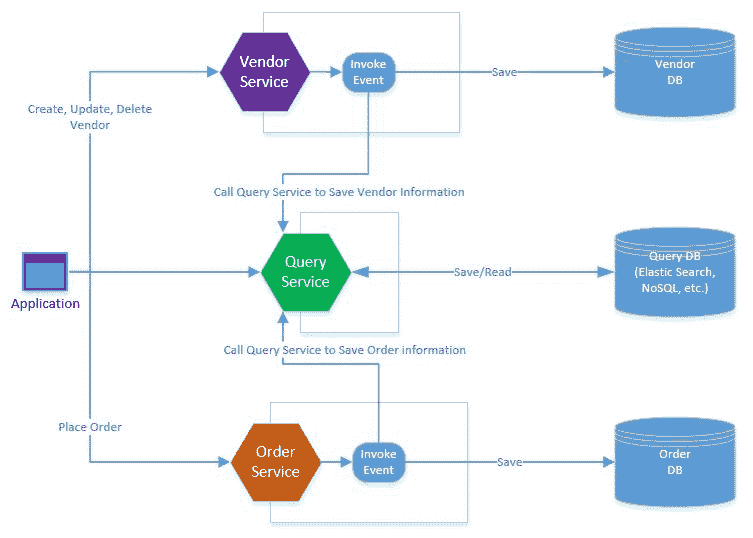 Vendor
Service
Invoke
Event
Save
Vendor
DB
Create, Update, Delete
Vendor
Call Query Service to Save Vendor Information
Application
Query
Service
Save/Read
Query DB
(Elastic Search,
NoSQL, etc.)
Call Query Service to Save Order information
Place Order
Order
Service
Invoke
Event
Save
Order
DB